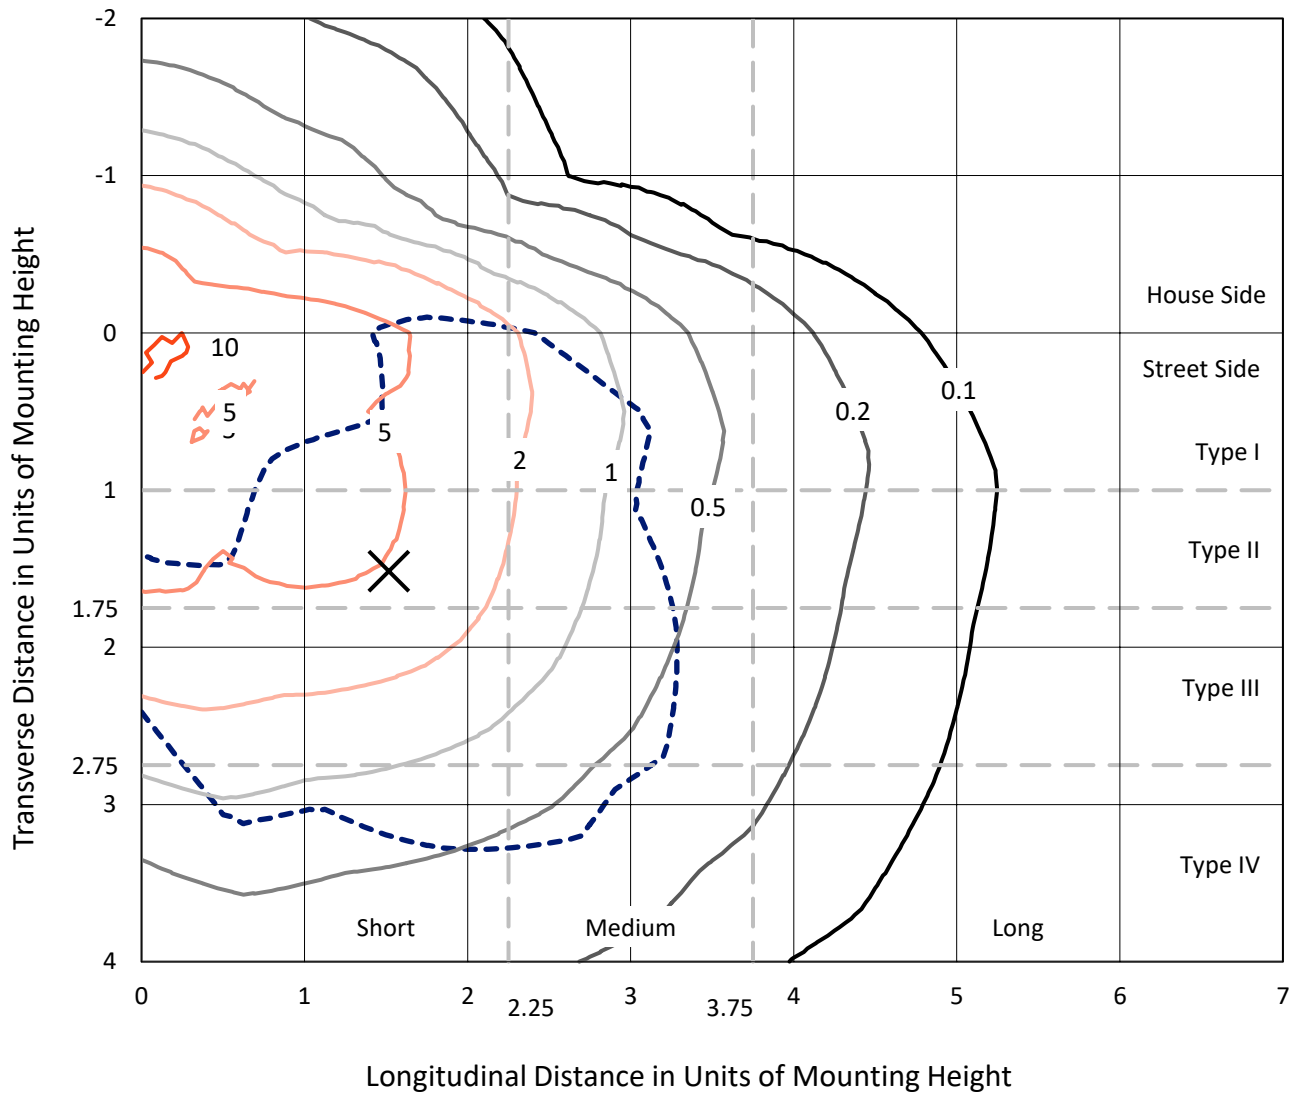 -2
-1
0
1
1.75
2
2.75
3
4
Transverse Distance in Units of Mounting Height
House Side
Street Side
Type I
Type II
Type III
Type IV
10
5
5
2
1
0.5
0.2
0.1
Short
Medium
Long
0
1
2
2.25
3
3.75
4
5
6
7
Longitudinal Distance in Units of Mounting Height